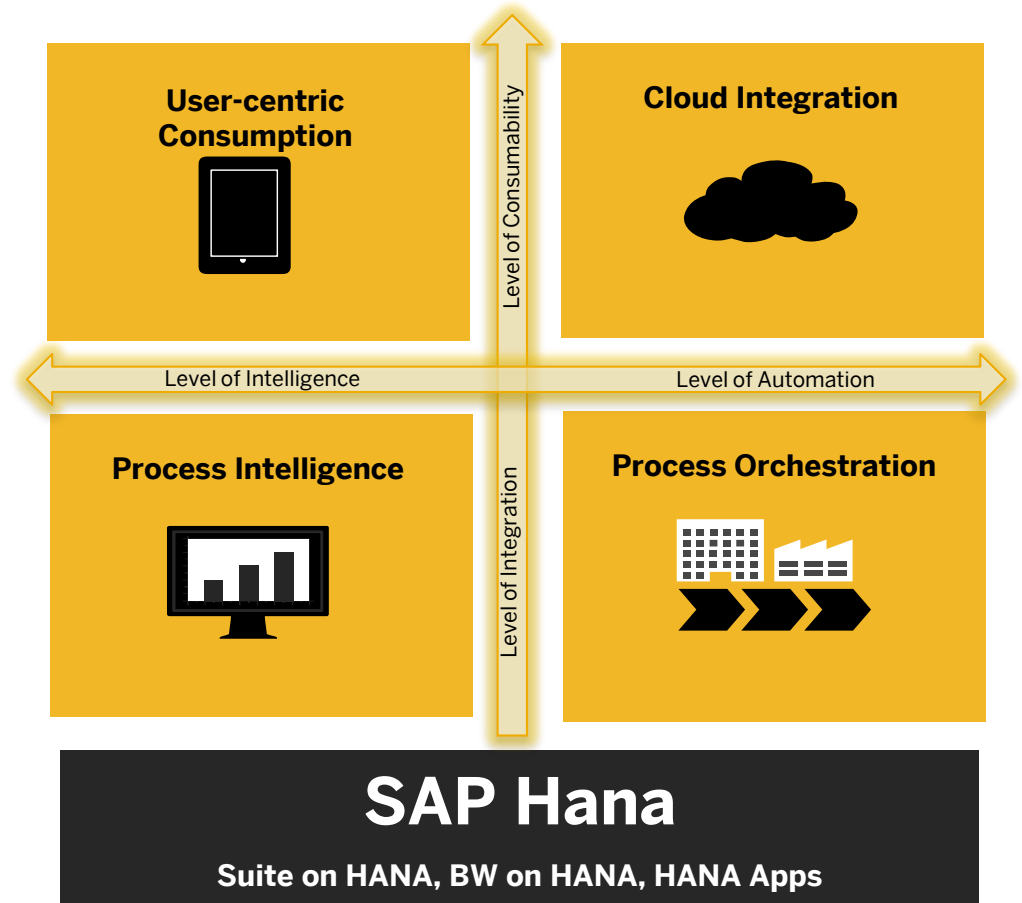 User-centric
Consumption
Level of Consumability
Cloud Integration
Level of Intelligence
Level of Automation
Process Intelligence
Level of Integration
Process Orchestration
SAP Hana
Suite on HANA, BW on HANA, HANA Apps